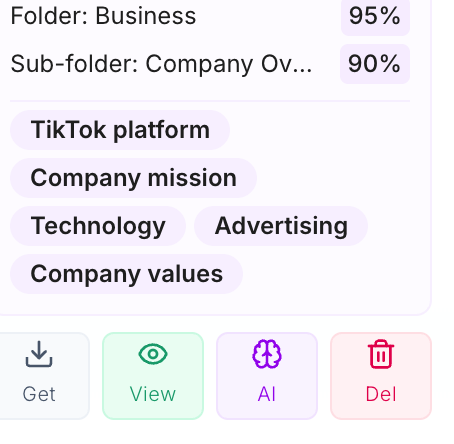 Folder: Business 95%
Sub-folder: Company Ov... 90%
TikTok platform
Company mission
Technology Advertising
Company values
Get View AI Del